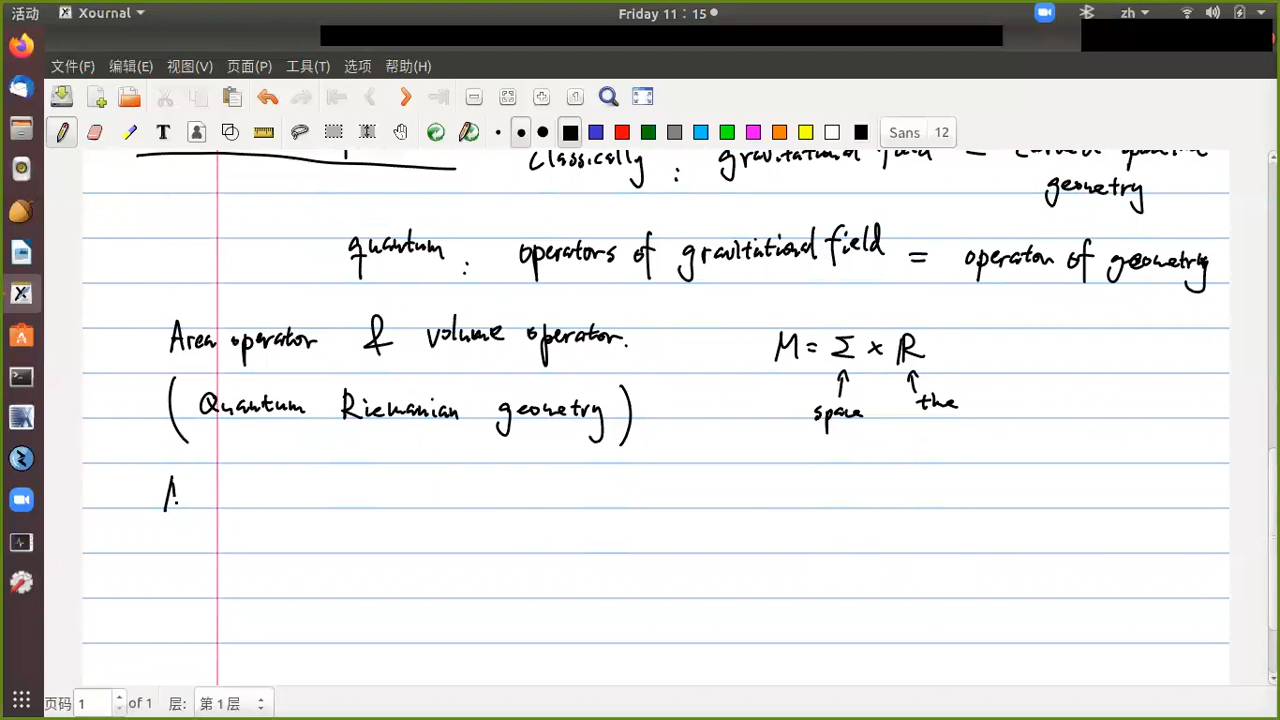 活动 Xournal Friday 11:15 zh
文件(F) 编辑(E) 视图(V) 页面(P) 工具(T) 选项 帮助(H)
Sans 12
classically : gravitational field =
geometry
quantum : operators of gravitational field = operator of geometry
Area operator & volume operator. M = Σ × ℝ
(Quantum Riemanian geometry) space
页码 1 of 1 层: 第 1 层